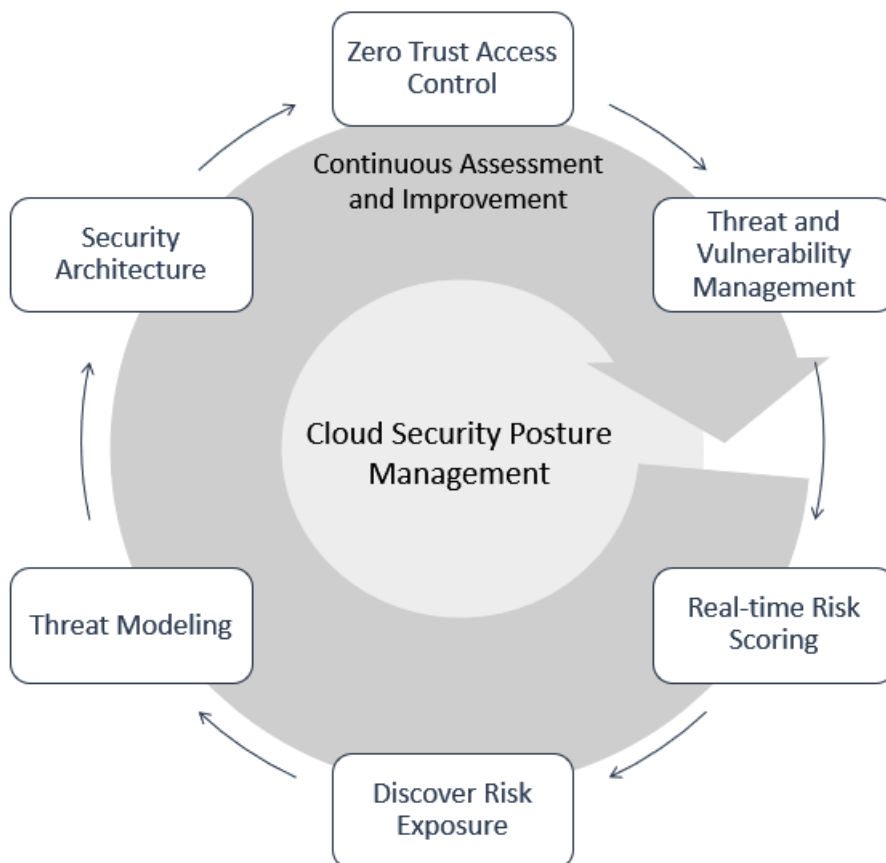 Zero Trust Access
Control
Continuous Assessment
and Improvement
Security
Architecture
Threat and
Vulnerability
Management
Cloud Security Posture
Management
Threat Modeling
Real-time Risk
Scoring
Discover Risk
Exposure